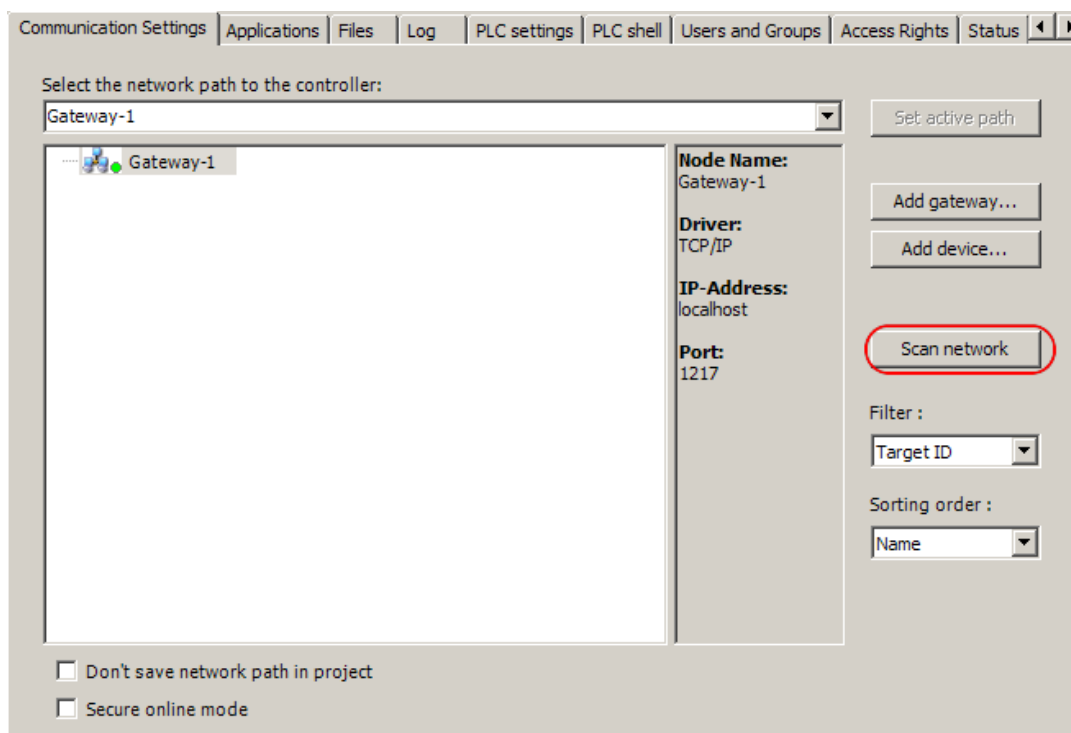 Communication Settings Applications Files Log PLC settings PLC shell Users and Groups Access Rights Status
Select the network path to the controller:
Gateway-1
Set active path
Gateway-1
Node Name:
Gateway-1
Driver:
TCP/IP
IP-Address:
localhost
Port:
1217
Add gateway...
Add device...
Scan network
Filter :
Target ID
Sorting order :
Name
Don't save network path in project
Secure online mode